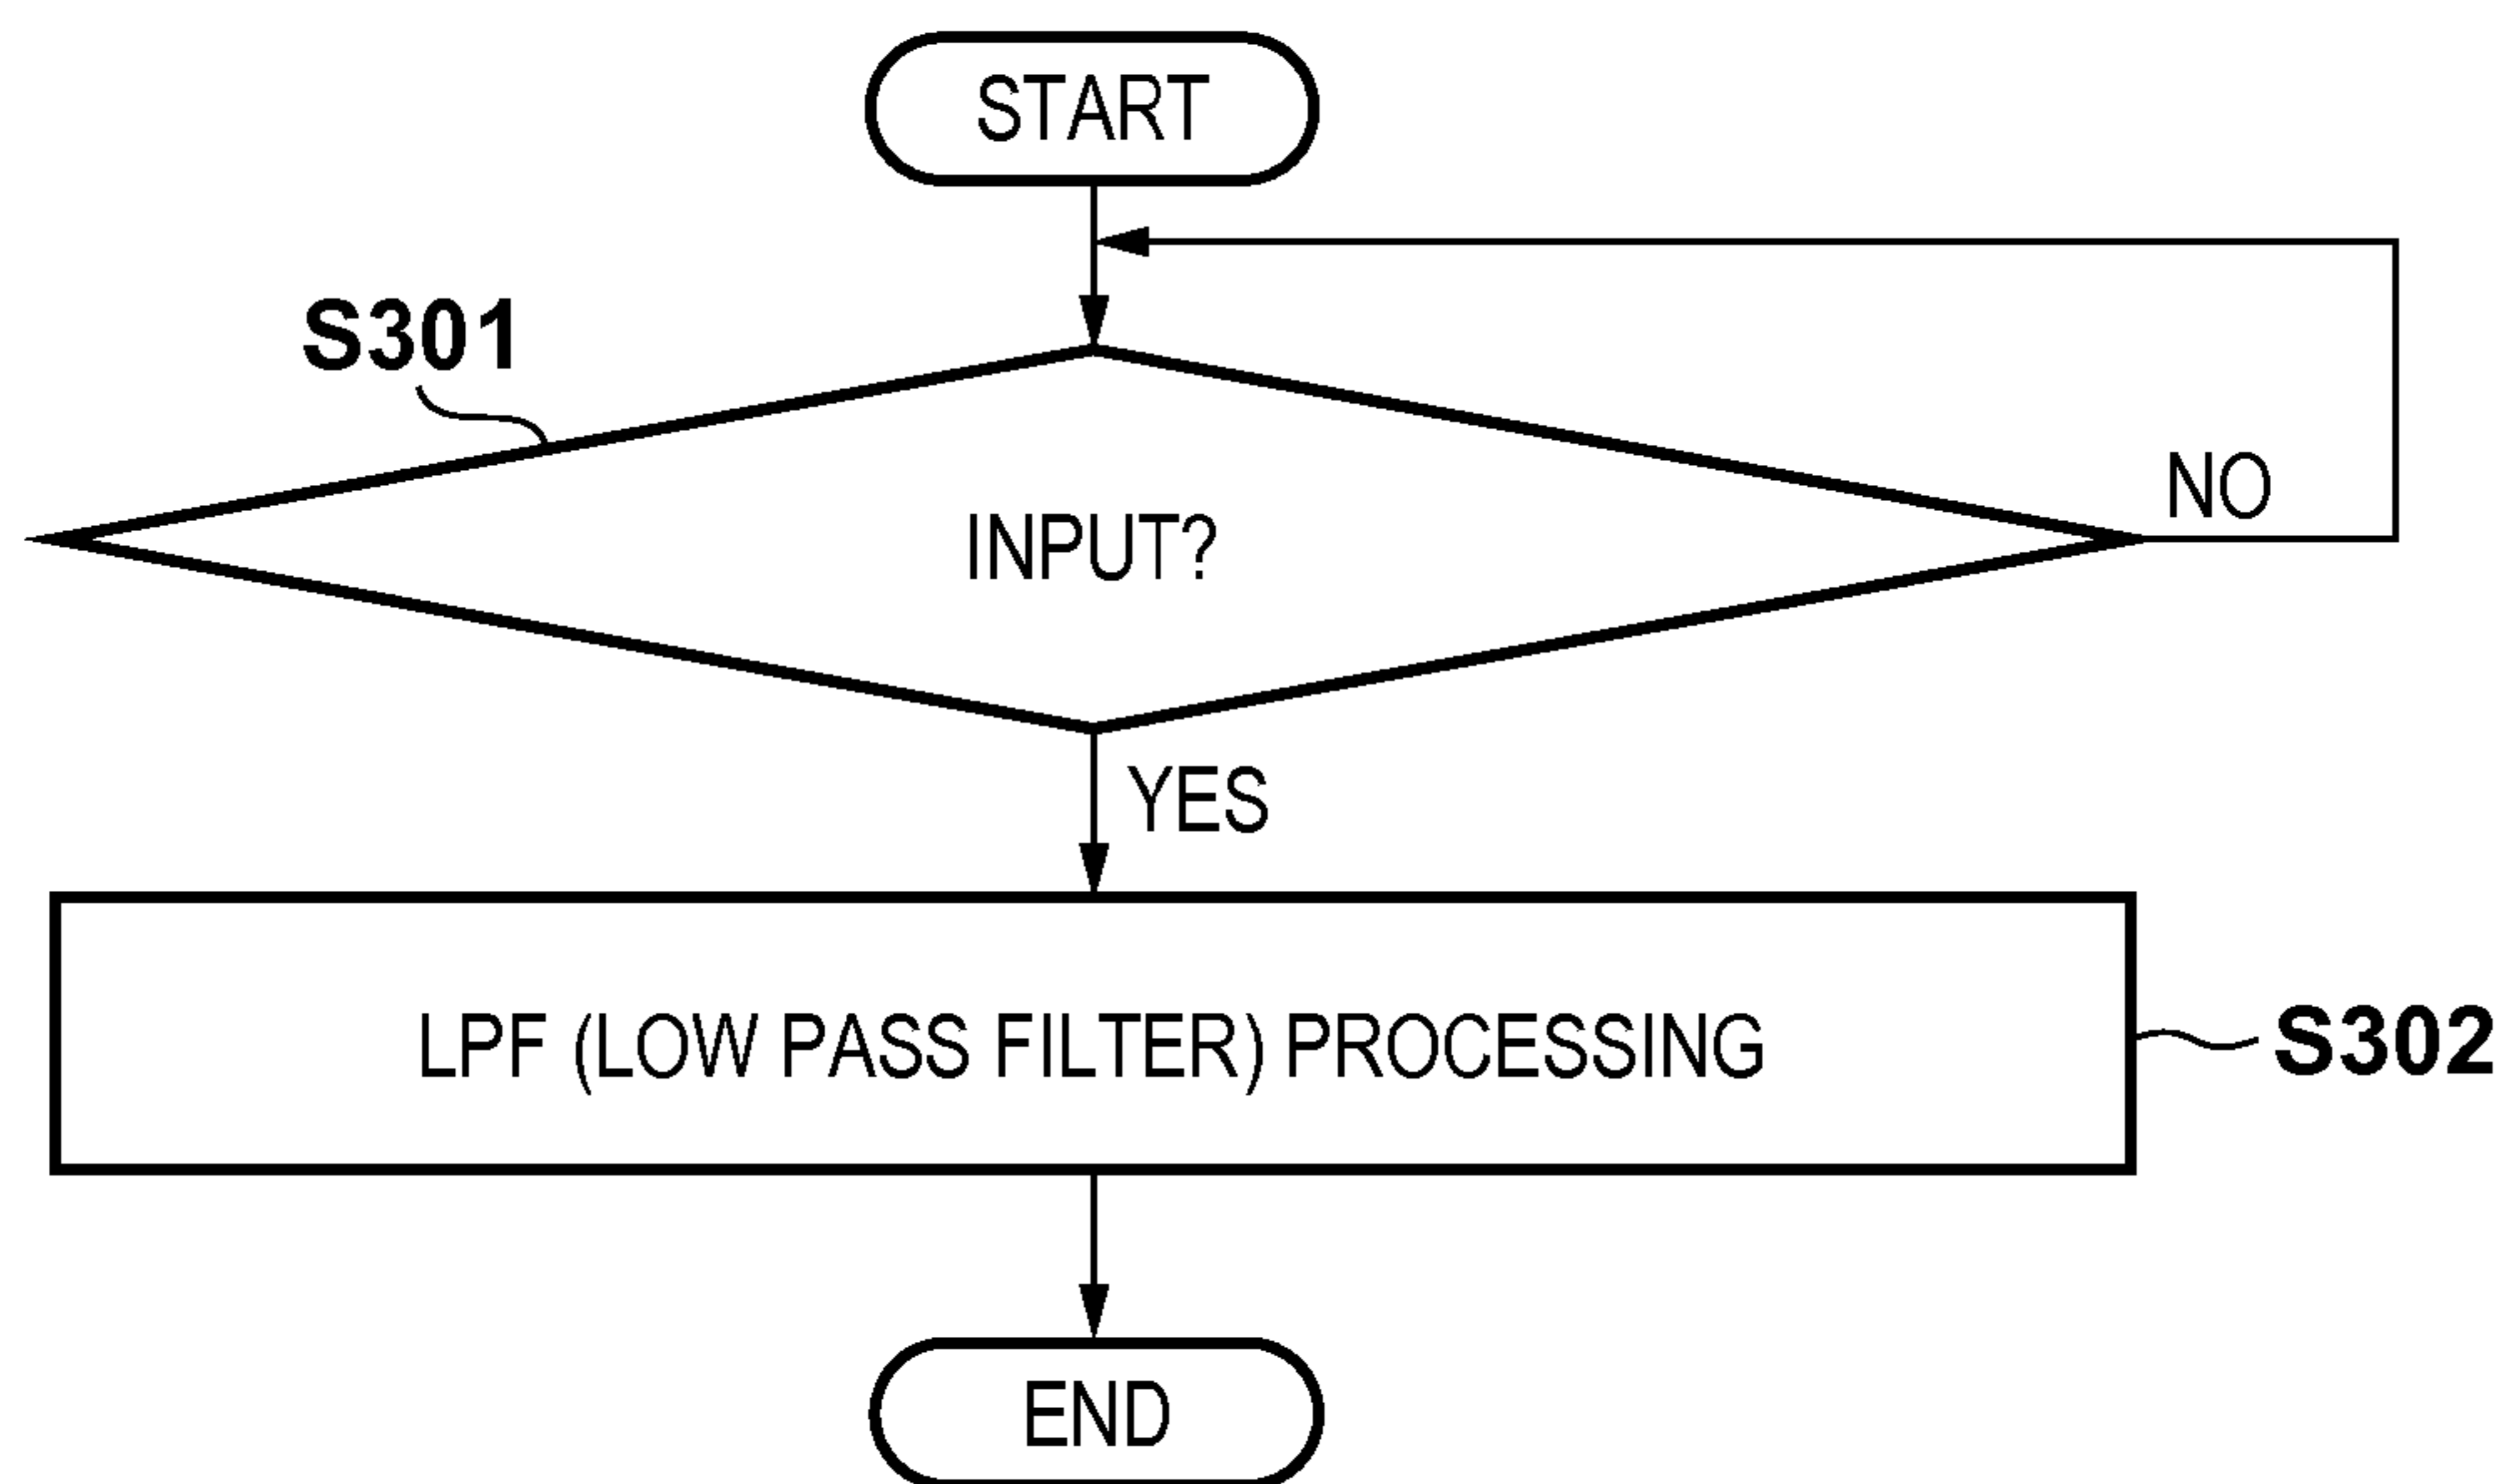 START
S301
NO
INPUT?
YES
LPF (LOW PASS FILTER) PROCESSING
S302
END